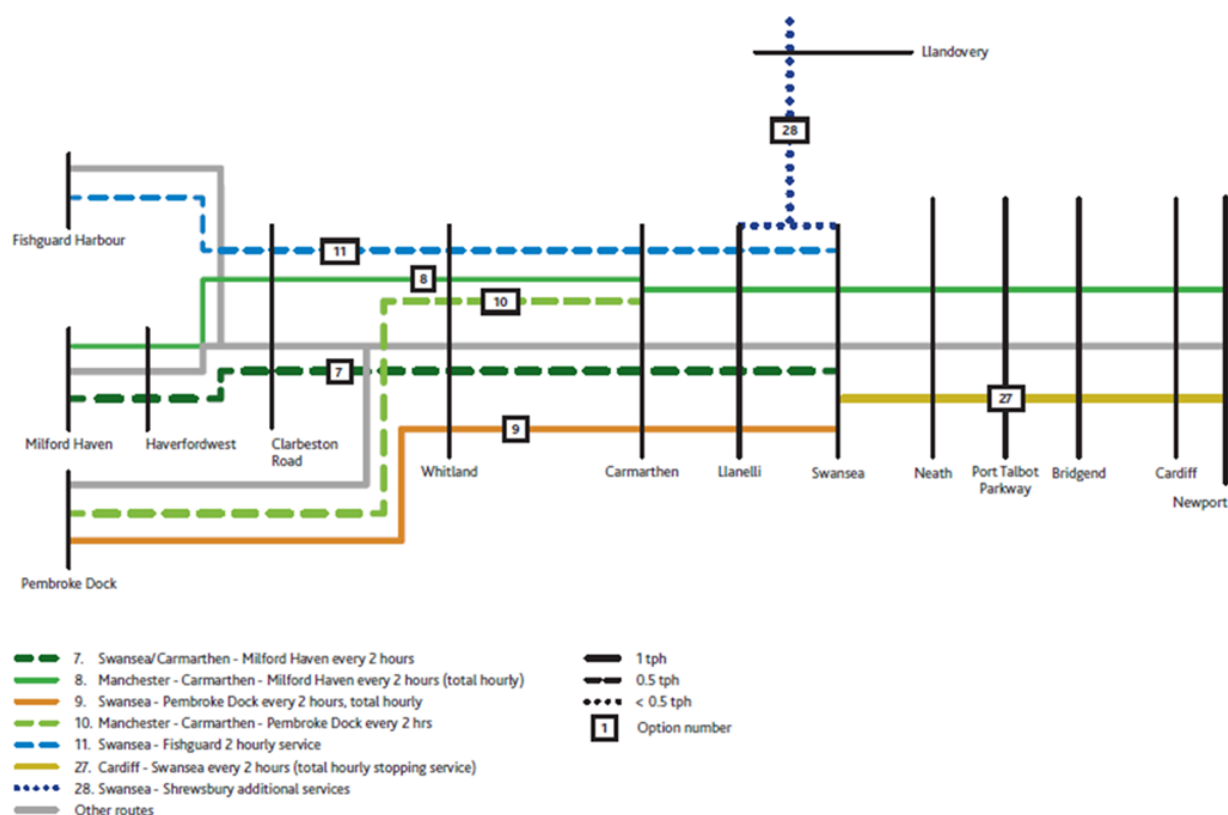 Llandovery
28
Fishguard Harbour
11
8
10
7
9
27
Milford Haven
Haverfordwest
Clarbeston
Road
Whitland
Carmarthen
Llanelli
Swansea
Neath
Port Talbot
Parkway
Bridgend
Cardiff
Newport
Pembroke Dock
7. Swansea/Carmarthen - Milford Haven every 2 hours
8. Manchester - Carmarthen - Milford Haven every 2 hours (total hourly)
9. Swansea - Pembroke Dock every 2 hours, total hourly
10. Manchester - Carmarthen - Pembroke Dock every 2 hrs
11. Swansea - Fishguard 2 hourly service
27. Cardiff - Swansea every 2 hours (total hourly stopping service)
28. Swansea - Shrewsbury additional services
Other routes
1 tph
0.5 tph
< 0.5 tph
1 Option number